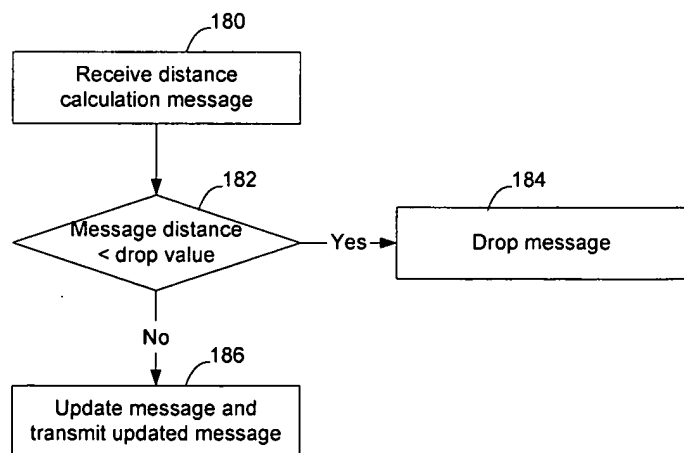 180
Receive distance
calculation message
182
Message distance
< drop value
184
Drop message
Yes
No
186
Update message and
transmit updated message